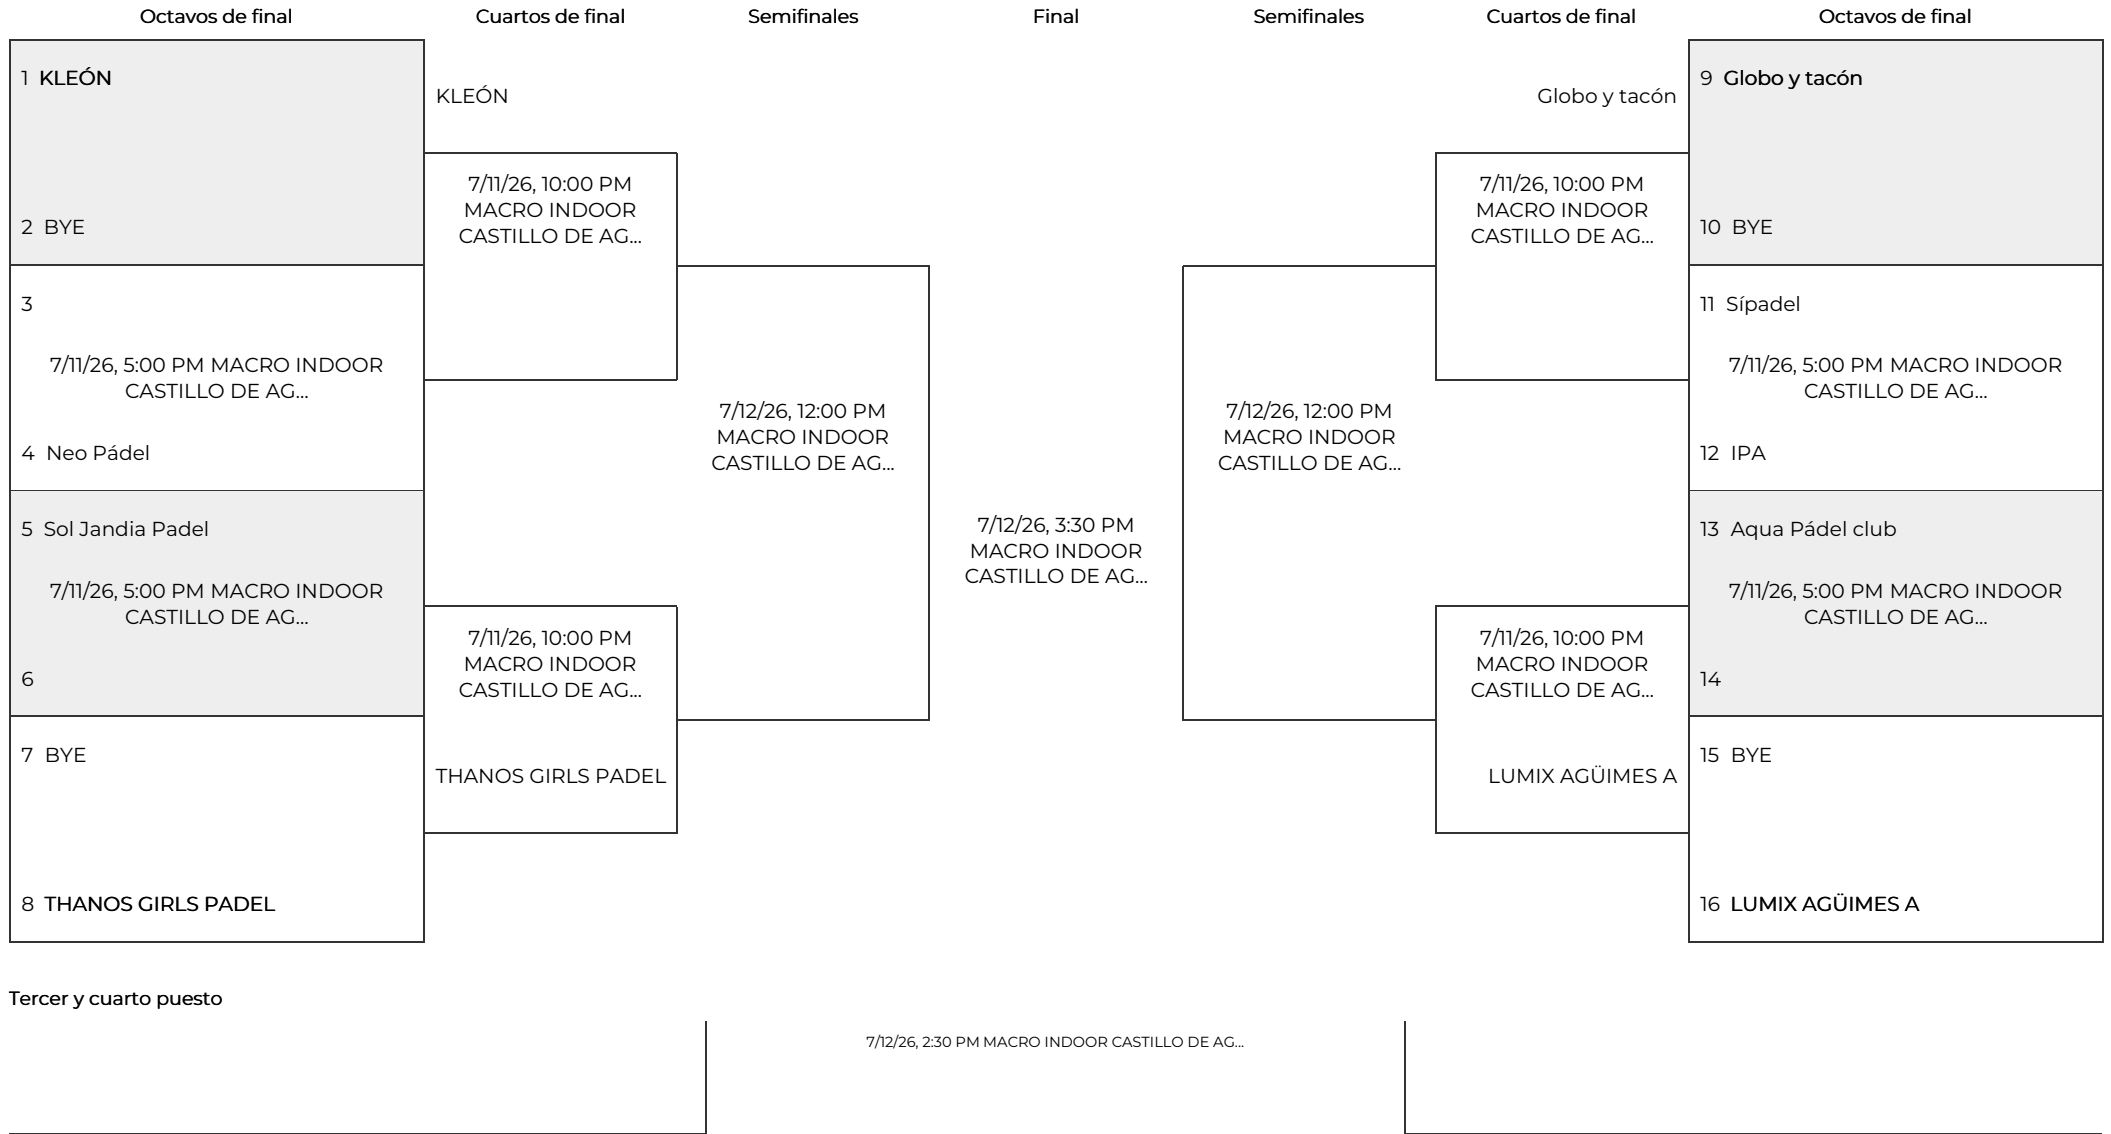 Octavos de final
Cuartos de final
Semifinales
Final
Semifinales
Cuartos de final
Octavos de final
1 KLEÓN
2 BYE
3
7/11/26, 5:00 PM MACRO INDOOR
CASTILLO DE AG...
4 Neo Pádel
5 Sol Jandia Padel
7/11/26, 5:00 PM MACRO INDOOR
CASTILLO DE AG...
6
7 BYE
8 THANOS GIRLS PADEL
KLEÓN
7/11/26, 10:00 PM
MACRO INDOOR
CASTILLO DE AG...
7/11/26, 10:00 PM
MACRO INDOOR
CASTILLO DE AG...
THANOS GIRLS PADEL
7/12/26, 12:00 PM
MACRO INDOOR
CASTILLO DE AG...
7/12/26, 3:30 PM
MACRO INDOOR
CASTILLO DE AG...
7/12/26, 12:00 PM
MACRO INDOOR
CASTILLO DE AG...
Globo y tacón
7/11/26, 10:00 PM
MACRO INDOOR
CASTILLO DE AG...
7/11/26, 10:00 PM
MACRO INDOOR
CASTILLO DE AG...
LUMIX AGÜIMES A
9 Globo y tacón
10 BYE
11 Sípadel
7/11/26, 5:00 PM MACRO INDOOR
CASTILLO DE AG...
12 IPA
13 Aqua Pádel club
7/11/26, 5:00 PM MACRO INDOOR
CASTILLO DE AG...
14
15 BYE
16 LUMIX AGÜIMES A
Tercer y cuarto puesto
7/12/26, 2:30 PM MACRO INDOOR CASTILLO DE AG...